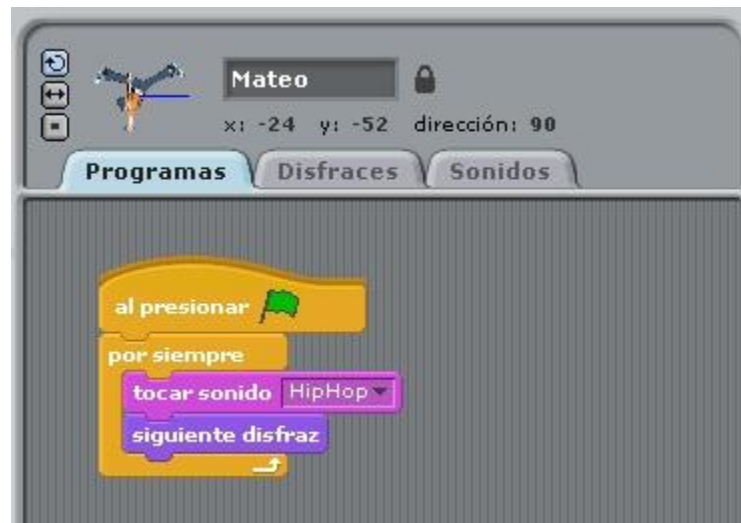 Mateo
x: -24 y: -52 dirección: 90
Programas Disfraces Sonidos
al presionar
por siempre
tocar sonido HipHop
siguiente disfraz